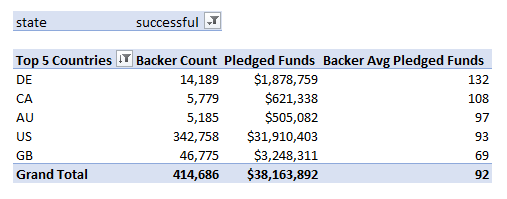 state successful
Top 5 Countries Backer Count Pledged Funds Backer Avg Pledged Funds
DE 14,189 $1,878,759 132
CA 5,779 $621,338 108
AU 5,185 $505,082 97
US 342,758 $31,910,403 93
GB 46,775 $3,248,311 69
Grand Total 414,686 $38,163,892 92